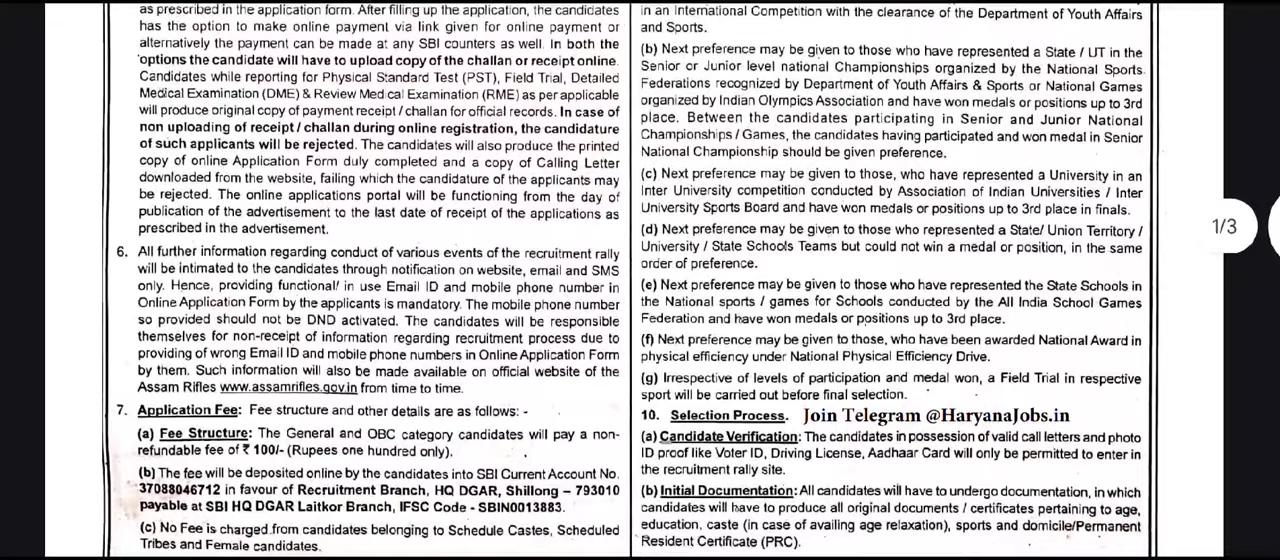 as prescribed in the application form. After filling up the application, the candidates
has the option to make online payment via link given for online payment or
alternatively the payment can be made at any SBI counters as well. In both the
options the candidate will have to upload copy of the challan or receipt online.
Candidates while reporting for Physical Standard Test (PST), Field Trial, Detailed
Medical Examination (DME) & Review Medical Examination (RME) as per applicable
will produce original copy of payment receipt / challan for official records. In case of
non uploading of receipt / challan during online registration, the candidature
of such applicants will be rejected. The candidates will also produce the printed
copy of online Application Form duly completed and a copy of Calling Letter
downloaded from the website, failing which the candidature of the applicants may
be rejected. The online applications portal will be functioning from the day of
publication of the advertisement to the last date of receipt of the applications as
prescribed in the advertisement.
6. All further information regarding conduct of various events of the recruitment rally
will be intimated to the candidates through notification on website, email and SMS
only. Hence, providing functional/ in use Email ID and mobile phone number in
Online Application Form by the applicants is mandatory. The mobile phone number
so provided should not be DND activated. The candidates will be responsible
themselves for non-receipt of information regarding recruitment process due to
providing of wrong Email ID and mobile phone numbers in Online Application Form
by them. Such information will also be made available on official website of the
Assam Rifles www.assamrifles.gov.in from time to time.
7. Application Fee: Fee structure and other details are as follows: -
(a) Fee Structure: The General and OBC category candidates will pay a non-
refundable fee of ₹ 100/- (Rupees one hundred only).
(b) The fee will be deposited online by the candidates into SBI Current Account No.
37088046712 in favour of Recruitment Branch, HQ DGAR, Shillong – 793010
payable at SBI HQ DGAR Laitkor Branch, IFSC Code - SBIN0013883.
(c) No Fee is charged from candidates belonging to Schedule Castes, Scheduled
Tribes and Female candidates.
in an International Competition with the clearance of the Department of Youth Affairs
and Sports.
(b) Next preference may be given to those who have represented a State / UT in the
Senior or Junior level national Championships organized by the National Sports
Federations recognized by Department of Youth Affairs & Sports or National Games
organized by Indian Olympics Association and have won medals or positions up to 3rd
place. Between the candidates participating in Senior and Junior National
Championships / Games, the candidates having participated and won medal in Senior
National Championship should be given preference.
(c) Next preference may be given to those, who have represented a University in an
Inter University competition conducted by Association of Indian Universities / Inter
University Sports Board and have won medals or positions up to 3rd place in finals.
(d) Next preference may be given to those who represented a State/ Union Territory /
University / State Schools Teams but could not win a medal or position, in the same
order of preference.
(e) Next preference may be given to those who have represented the State Schools in
the National sports / games for Schools conducted by the All India School Games
Federation and have won medals or positions up to 3rd place.
(f) Next preference may be given to those, who have been awarded National Award in
physical efficiency under National Physical Efficiency Drive.
(g) Irrespective of levels of participation and medal won, a Field Trial in respective
sport will be carried out before final selection.
10. Selection Process. Join Telegram @HaryanaJobs.in
(a) Candidate Verification: The candidates in possession of valid call letters and photo
ID proof like Voter ID, Driving License, Aadhaar Card will only be permitted to enter in
the recruitment rally site.
(b) Initial Documentation: All candidates will have to undergo documentation, in which
candidates will have to produce all original documents / certificates pertaining to age,
education, caste (in case of availing age relaxation), sports and domicile/Permanent
Resident Certificate (PRC).
1/3